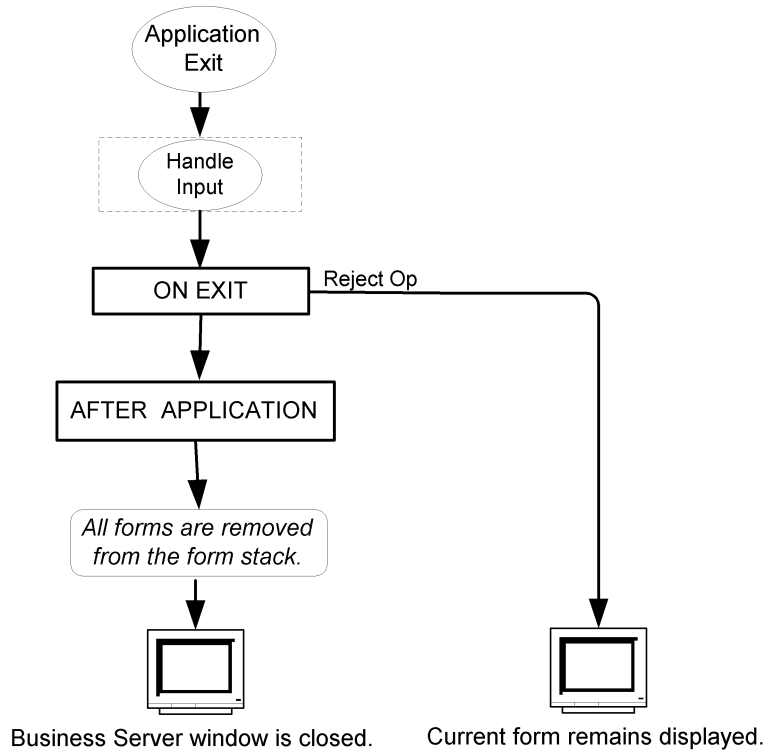 Application
Exit
Handle
Input
ON EXIT
Reject Op
AFTER APPLICATION
All forms are removed
from the form stack.
Business Server window is closed.
Current form remains displayed.